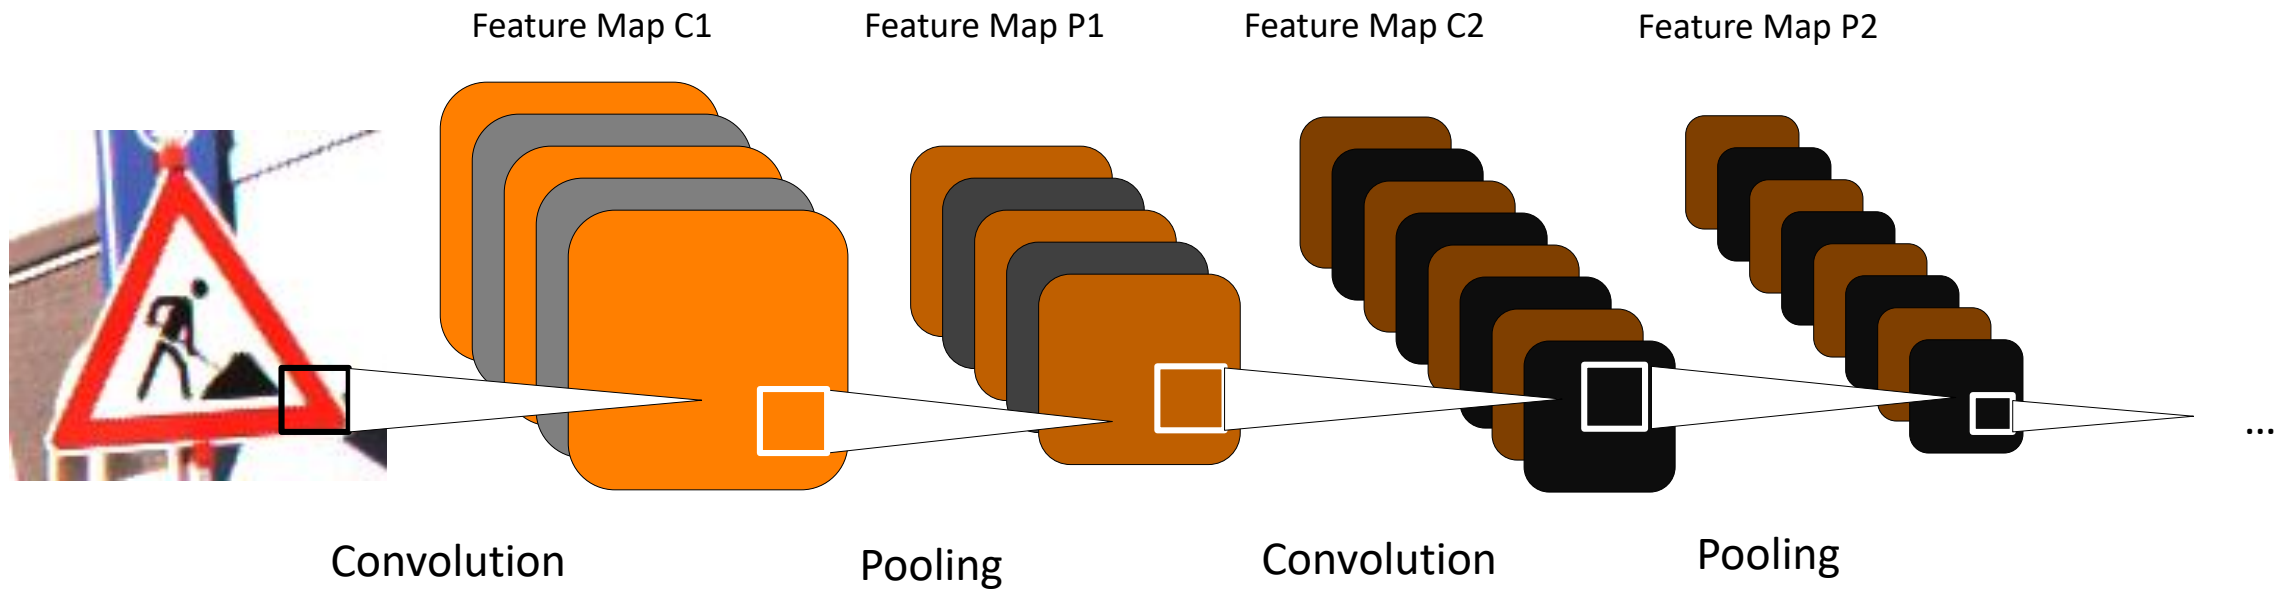 Feature Map C1
Feature Map P1
Feature Map C2
Feature Map P2
...
Convolution
Pooling
Convolution
Pooling